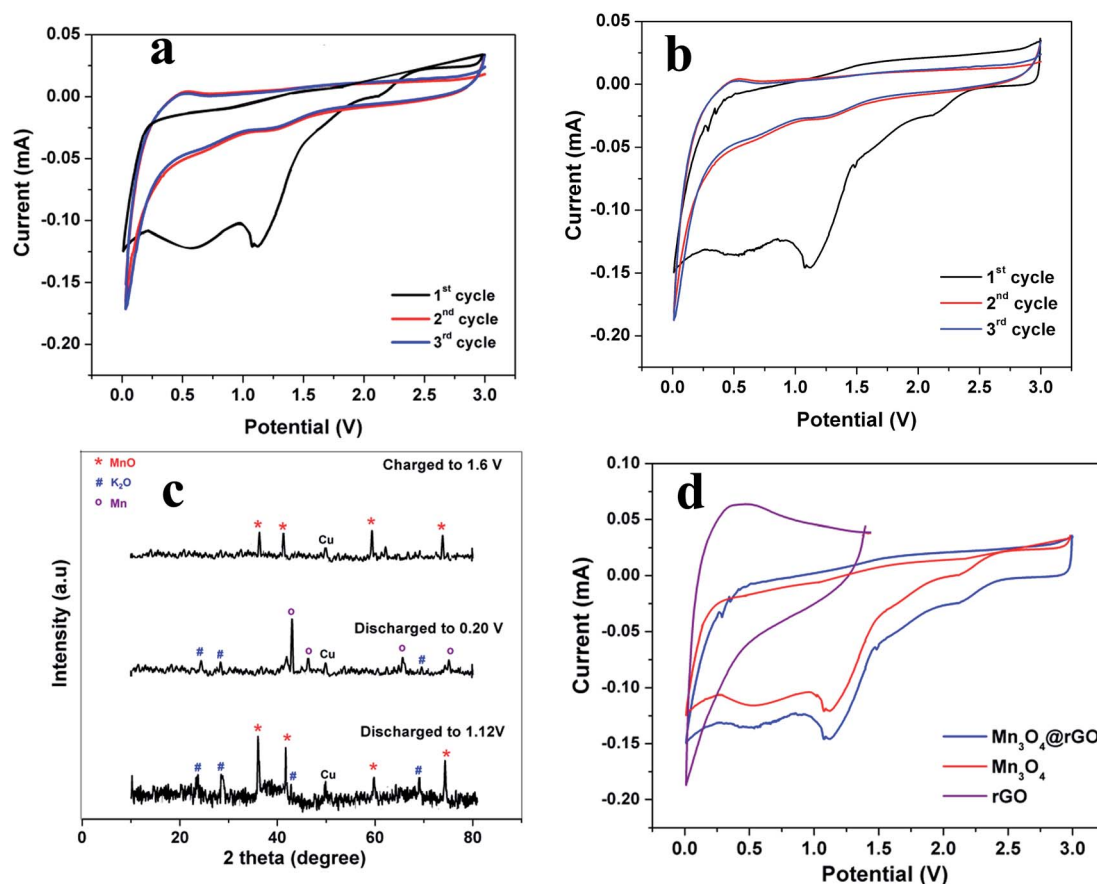 a
0.05
0.00
-0.05
-0.10
-0.15
-0.20
Current (mA)
1st cycle
2nd cycle
3rd cycle
0.0 0.5 1.0 1.5 2.0 2.5 3.0
Potential (V)
b
0.05
0.00
-0.05
-0.10
-0.15
-0.20
Current (mA)
1st cycle
2nd cycle
3rd cycle
0.0 0.5 1.0 1.5 2.0 2.5 3.0
Potential (V)
* MnO
# K2O
o Mn
c
Charged to 1.6 V
* * Cu * *
Discharged to 0.20 V
# # o o Cu o # o
Discharged to 1.12V
# # * * # Cu * # *
Intensity (a.u)
0 20 40 60 80
2 theta (degree)
d
0.10
0.05
0.00
-0.05
-0.10
-0.15
-0.20
Current (mA)
Mn3O4@rGO
Mn3O4
rGO
0.0 0.5 1.0 1.5 2.0 2.5 3.0
Potential (V)